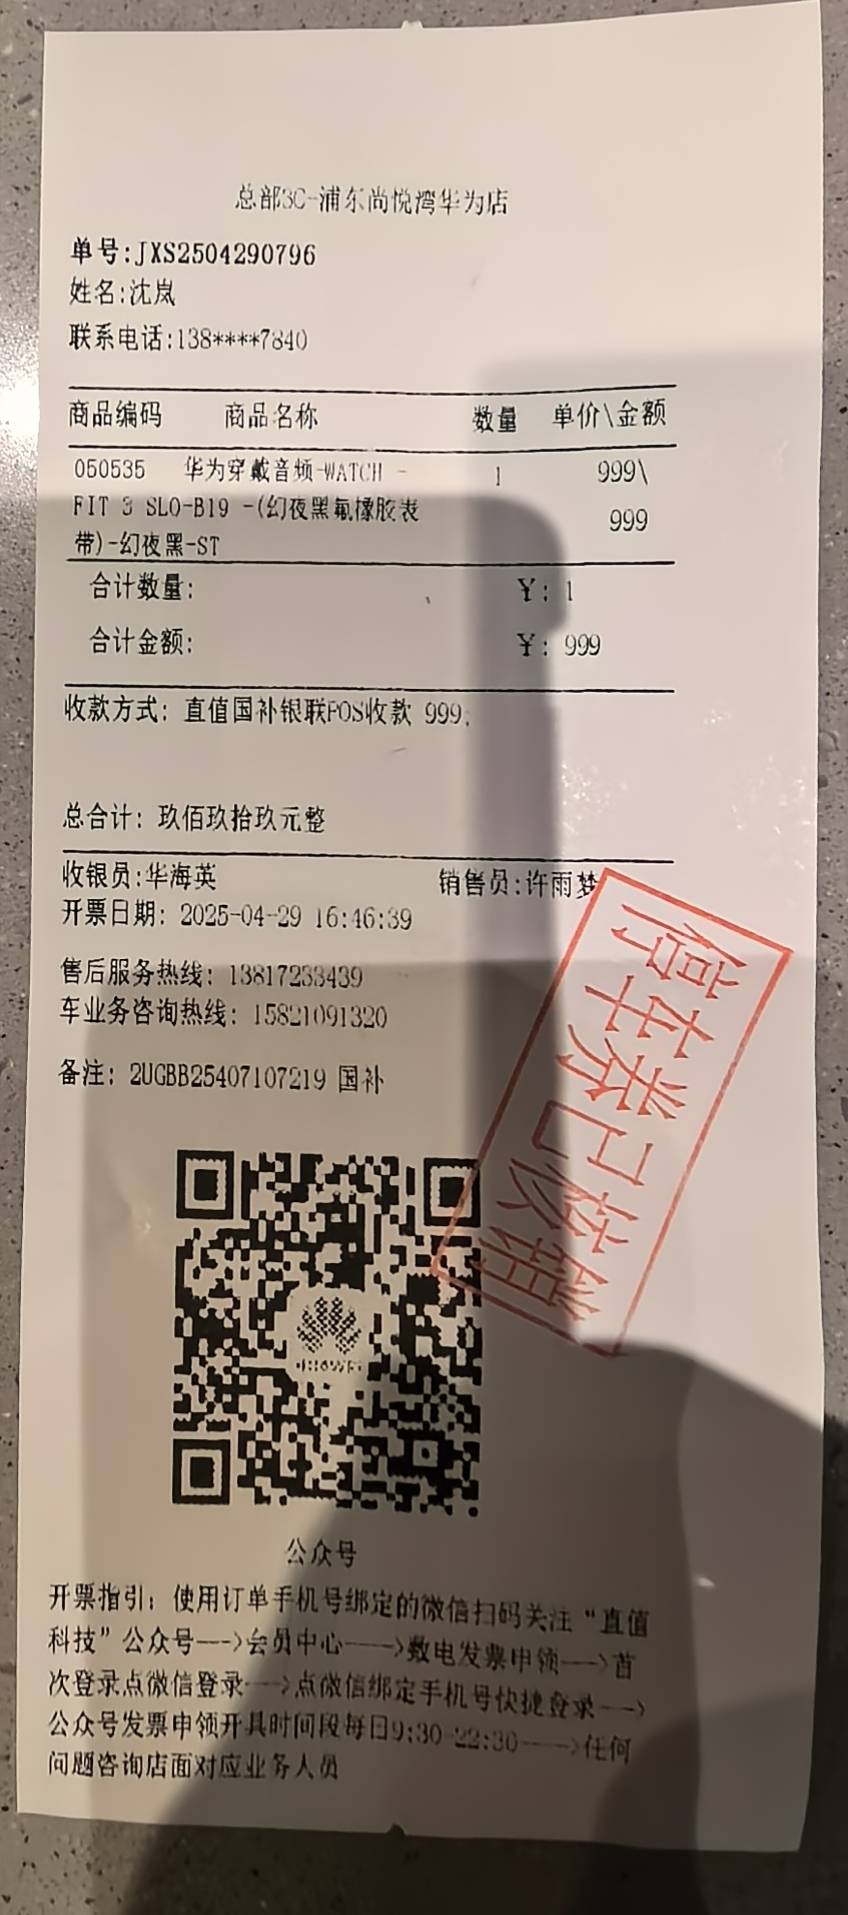 总部3C-浦东尚悦湾华为店
单号:JXS2504290796
姓名:沈岚
联系电话:138****7840
商品编码 商品名称 数量 单价\金额
050535 华为穿戴音频-WATCH - 1 999\
FIT 3 SLO-B19 -(幻夜黑氟橡胶表 999
带)-幻夜黑-ST
合计数量: ¥: 1
合计金额: ¥: 999
收款方式: 直值国补银联POS收款 999;
总合计: 玖佰玖拾玖元整
收银员:华海英 销售员:许雨梦
开票日期: 2025-04-29 16:46:39
售后服务热线: 13817233439
车业务咨询热线: 15821091320
备注: 2UGBB25407107219 国补
停车券已核销
HUAWEI
公众号
开票指引: 使用订单手机号绑定的微信扫码关注“直值
科技”公众号--->会员中心---->数电发票申领--->首
次登录点微信登录--->点微信绑定手机号快捷登录--->
公众号发票申领开具时间段每日9:30-22:30---->任何
问题咨询店面对应业务人员